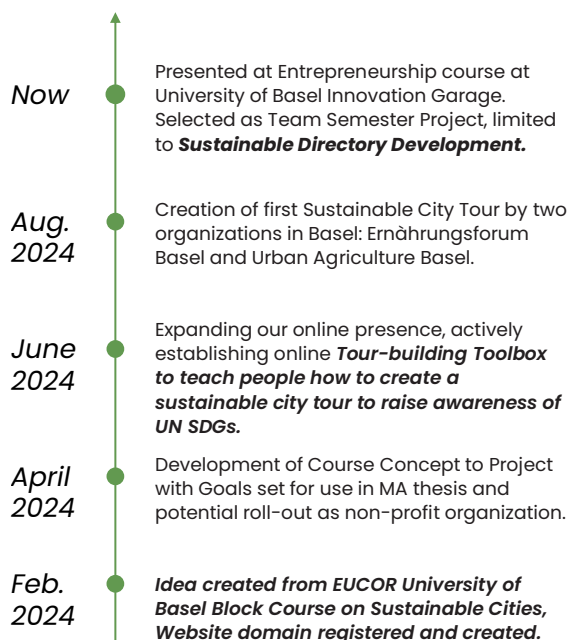 Now
Presented at Entrepreneurship course at
University of Basel Innovation Garage.
Selected as Team Semester Project, limited
to Sustainable Directory Development.
Aug.
2024
Creation of first Sustainable City Tour by two
organizations in Basel: Ernàhrungsforum
Basel and Urban Agriculture Basel.
June
2024
Expanding our online presence, actively
establishing online Tour-building Toolbox
to teach people how to create a
sustainable city tour to raise awareness of
UN SDGs.
April
2024
Development of Course Concept to Project
with Goals set for use in MA thesis and
potential roll-out as non-profit organization.
Feb.
2024
Idea created from EUCOR University of
Basel Block Course on Sustainable Cities,
Website domain registered and created.